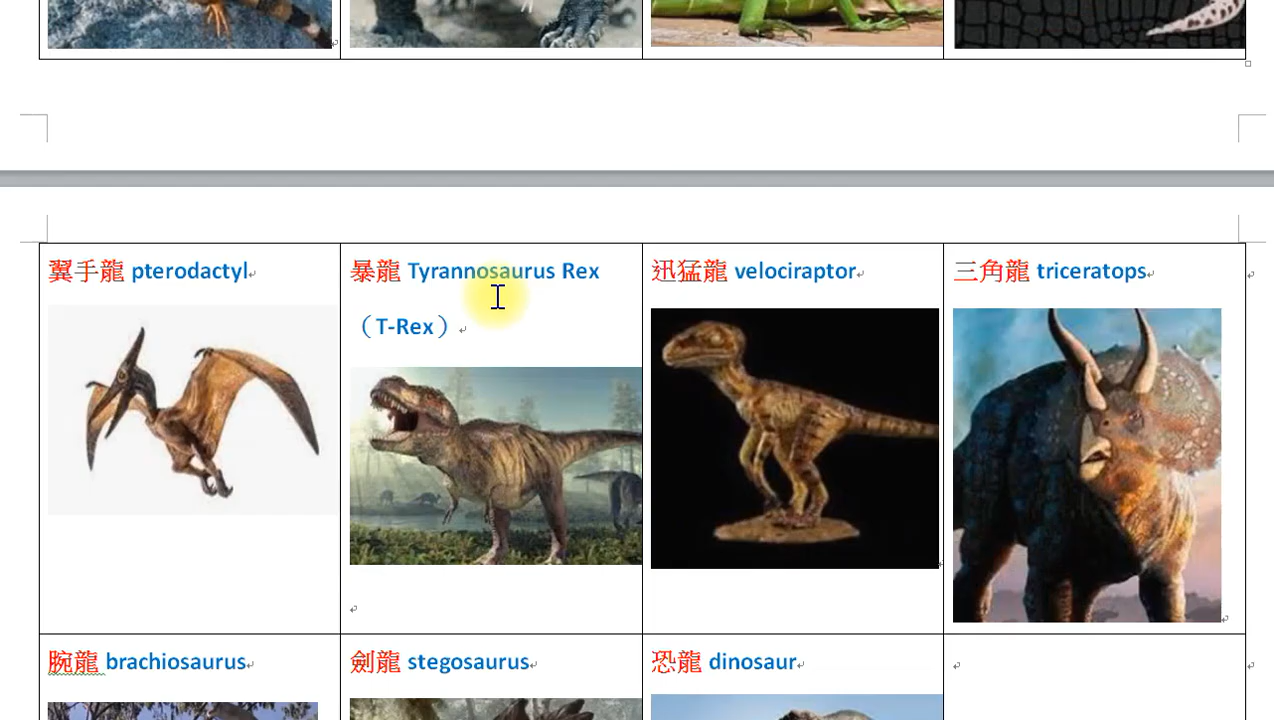 翼手龍 pterodactyl
暴龍 Tyrannosaurus Rex
（T-Rex）
迅猛龍 velociraptor
三角龍 triceratops
腕龍 brachiosaurus
劍龍 stegosaurus
恐龍 dinosaur